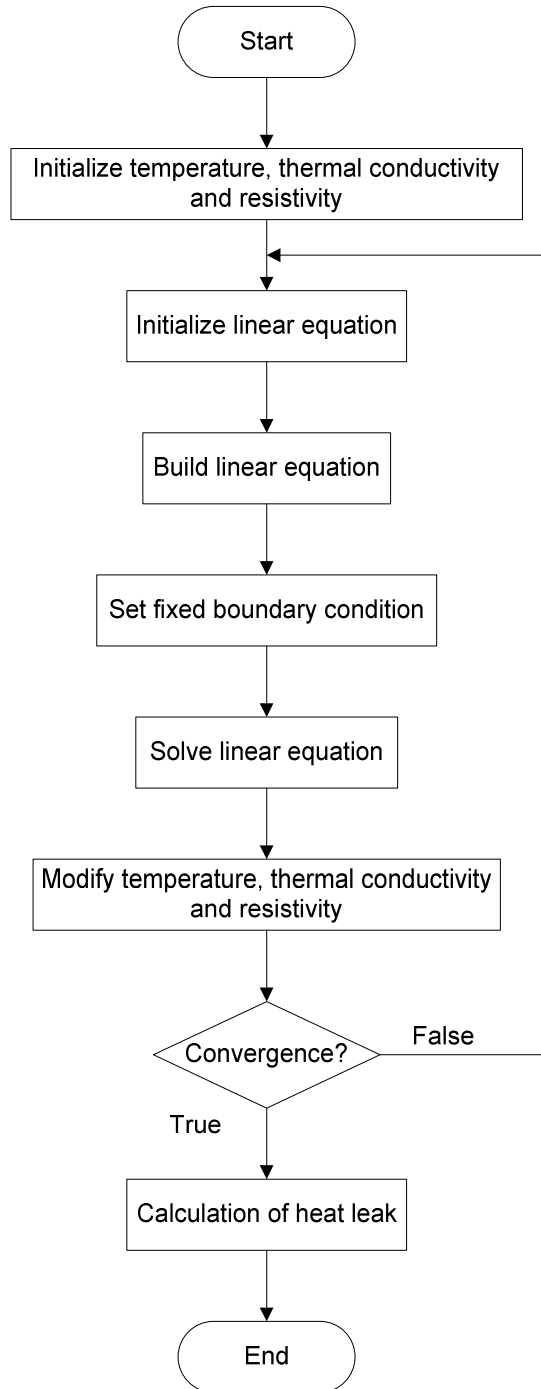 Start
Initialize temperature, thermal conductivity
and resistivity
Initialize linear equation
Build linear equation
Set fixed boundary condition
Solve linear equation
Modify temperature, thermal conductivity
and resistivity
Convergence?
False
True
Calculation of heat leak
End